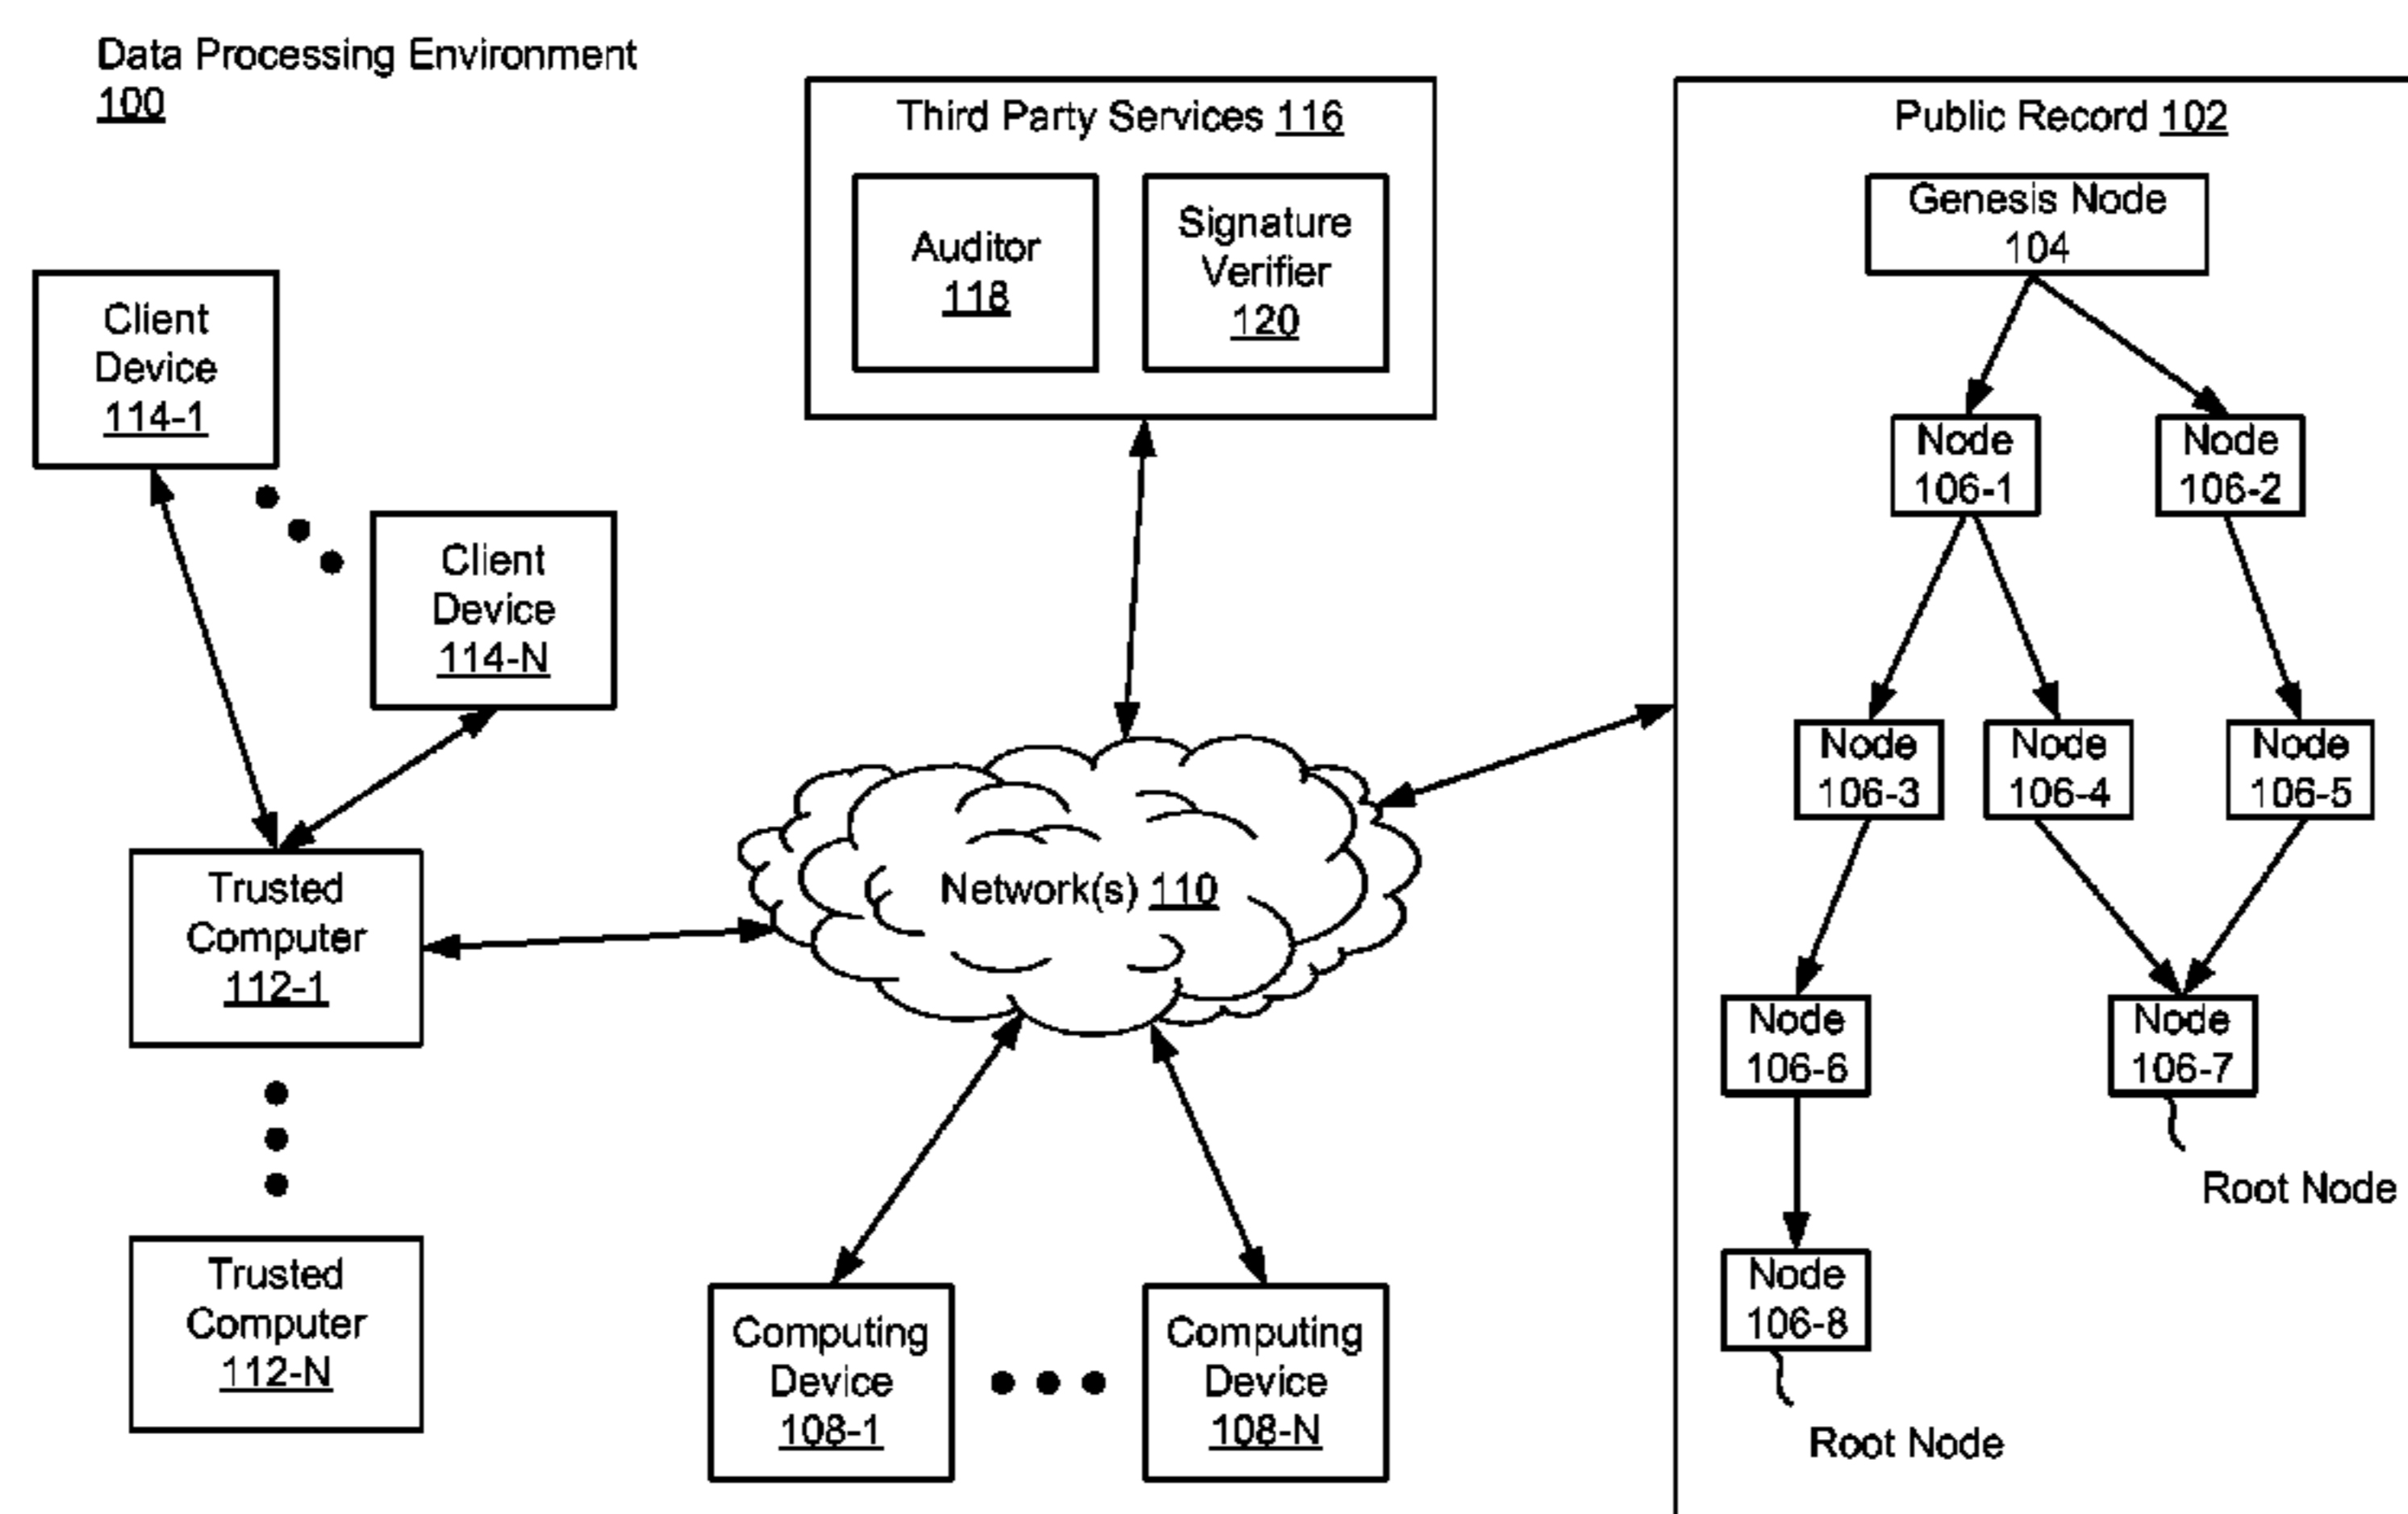 Data Processing Environment
100
Third Party Services 116
Auditor
118
Signature
Verifier
120
Public Record 102
Genesis Node
104
Node
106-1
Node
106-2
Node
106-3
Node
106-4
Node
106-5
Node
106-6
Node
106-7
Root Node
Node
106-8
Root Node
Client
Device
114-1
Client
Device
114-N
Trusted
Computer
112-1
Trusted
Computer
112-N
Network(s) 110
Computing
Device
108-1
Computing
Device
108-N